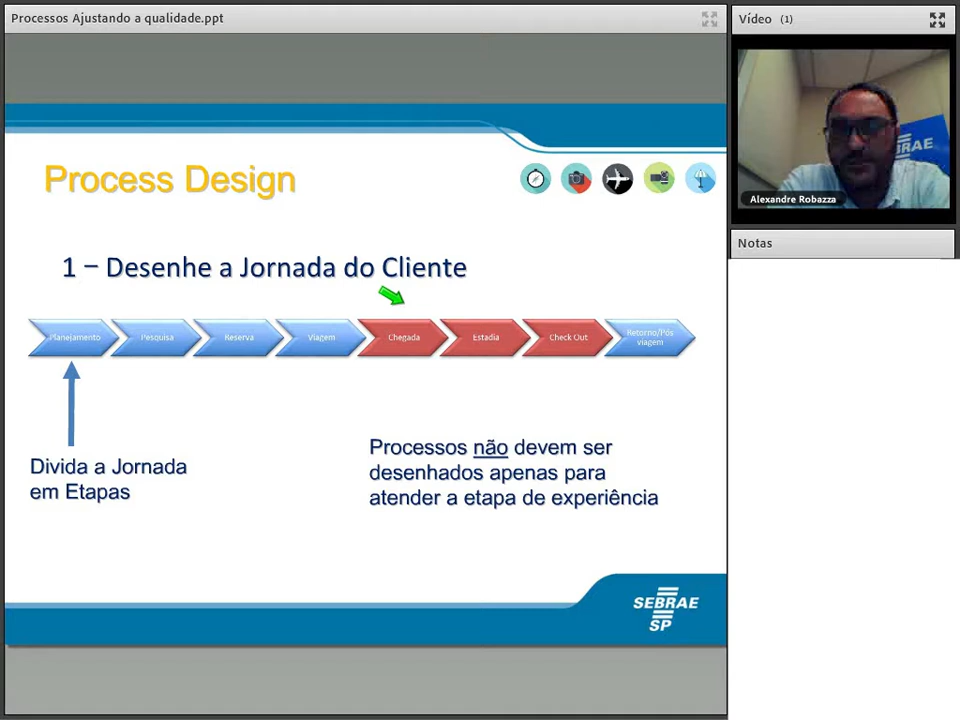 Processos Ajustando a qualidade.ppt
Vídeo (1)
BRAE
Alexandre Robazza
Notas
Process Design
1 – Desenhe a Jornada do Cliente
Planejamento
Pesquisa
Reserva
Viagem
Chegada
Estadia
Check Out
Retorno/Pós
viagem
Divida a Jornada
em Etapas
Processos não devem ser
desenhados apenas para
atender a etapa de experiência
SEBRAE
SP